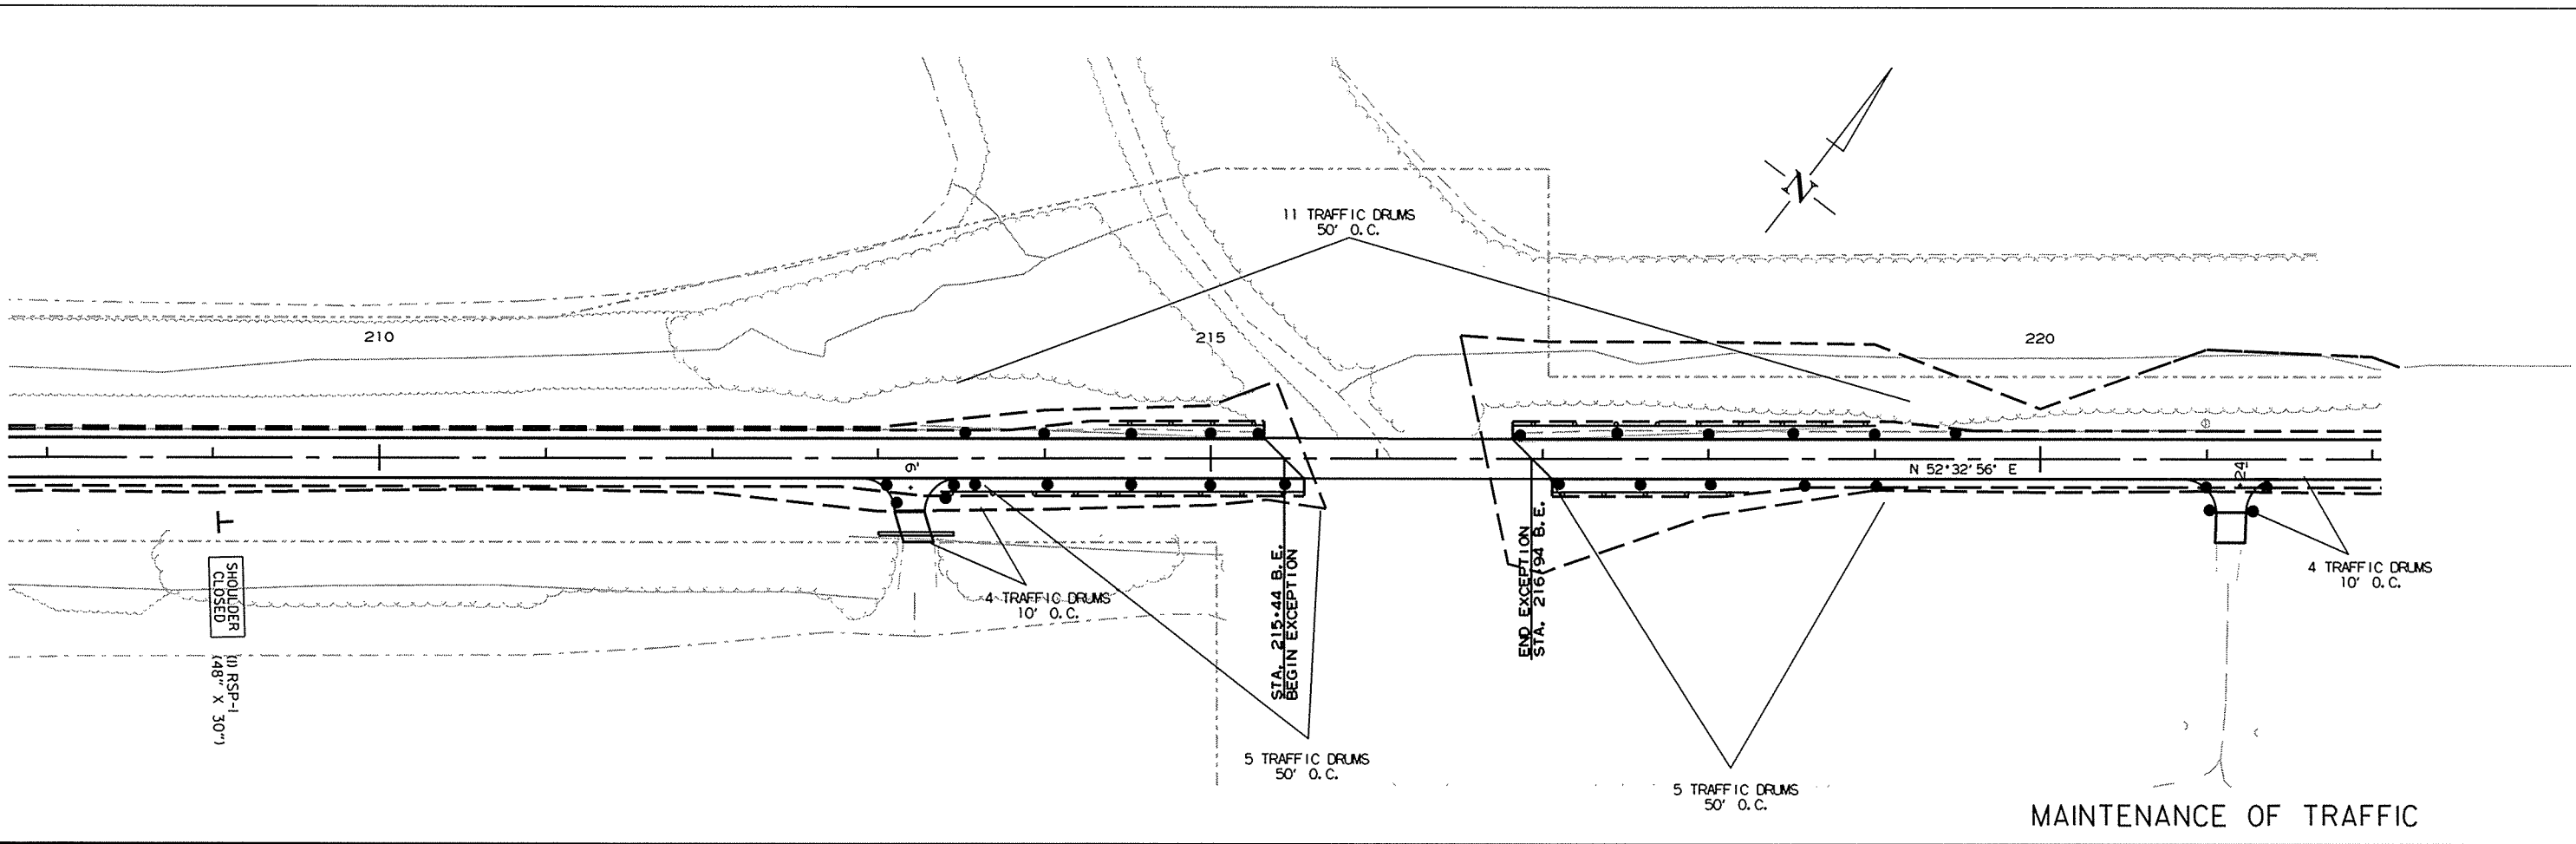 11 TRAFFIC DRUMS
50' O.C.
N
210
215
220
6'
N 52°32'56" E
24'
SHOULDER
CLOSED
(1) RSP-1
(48" X 30")
4 TRAFFIC DRUMS
10' O.C.
STA. 215+44 B.E.
BEGIN EXCEPTION
END EXCEPTION
STA. 216+94 B.E.
4 TRAFFIC DRUMS
10' O.C.
5 TRAFFIC DRUMS
50' O.C.
5 TRAFFIC DRUMS
50' O.C.
MAINTENANCE OF TRAFFIC